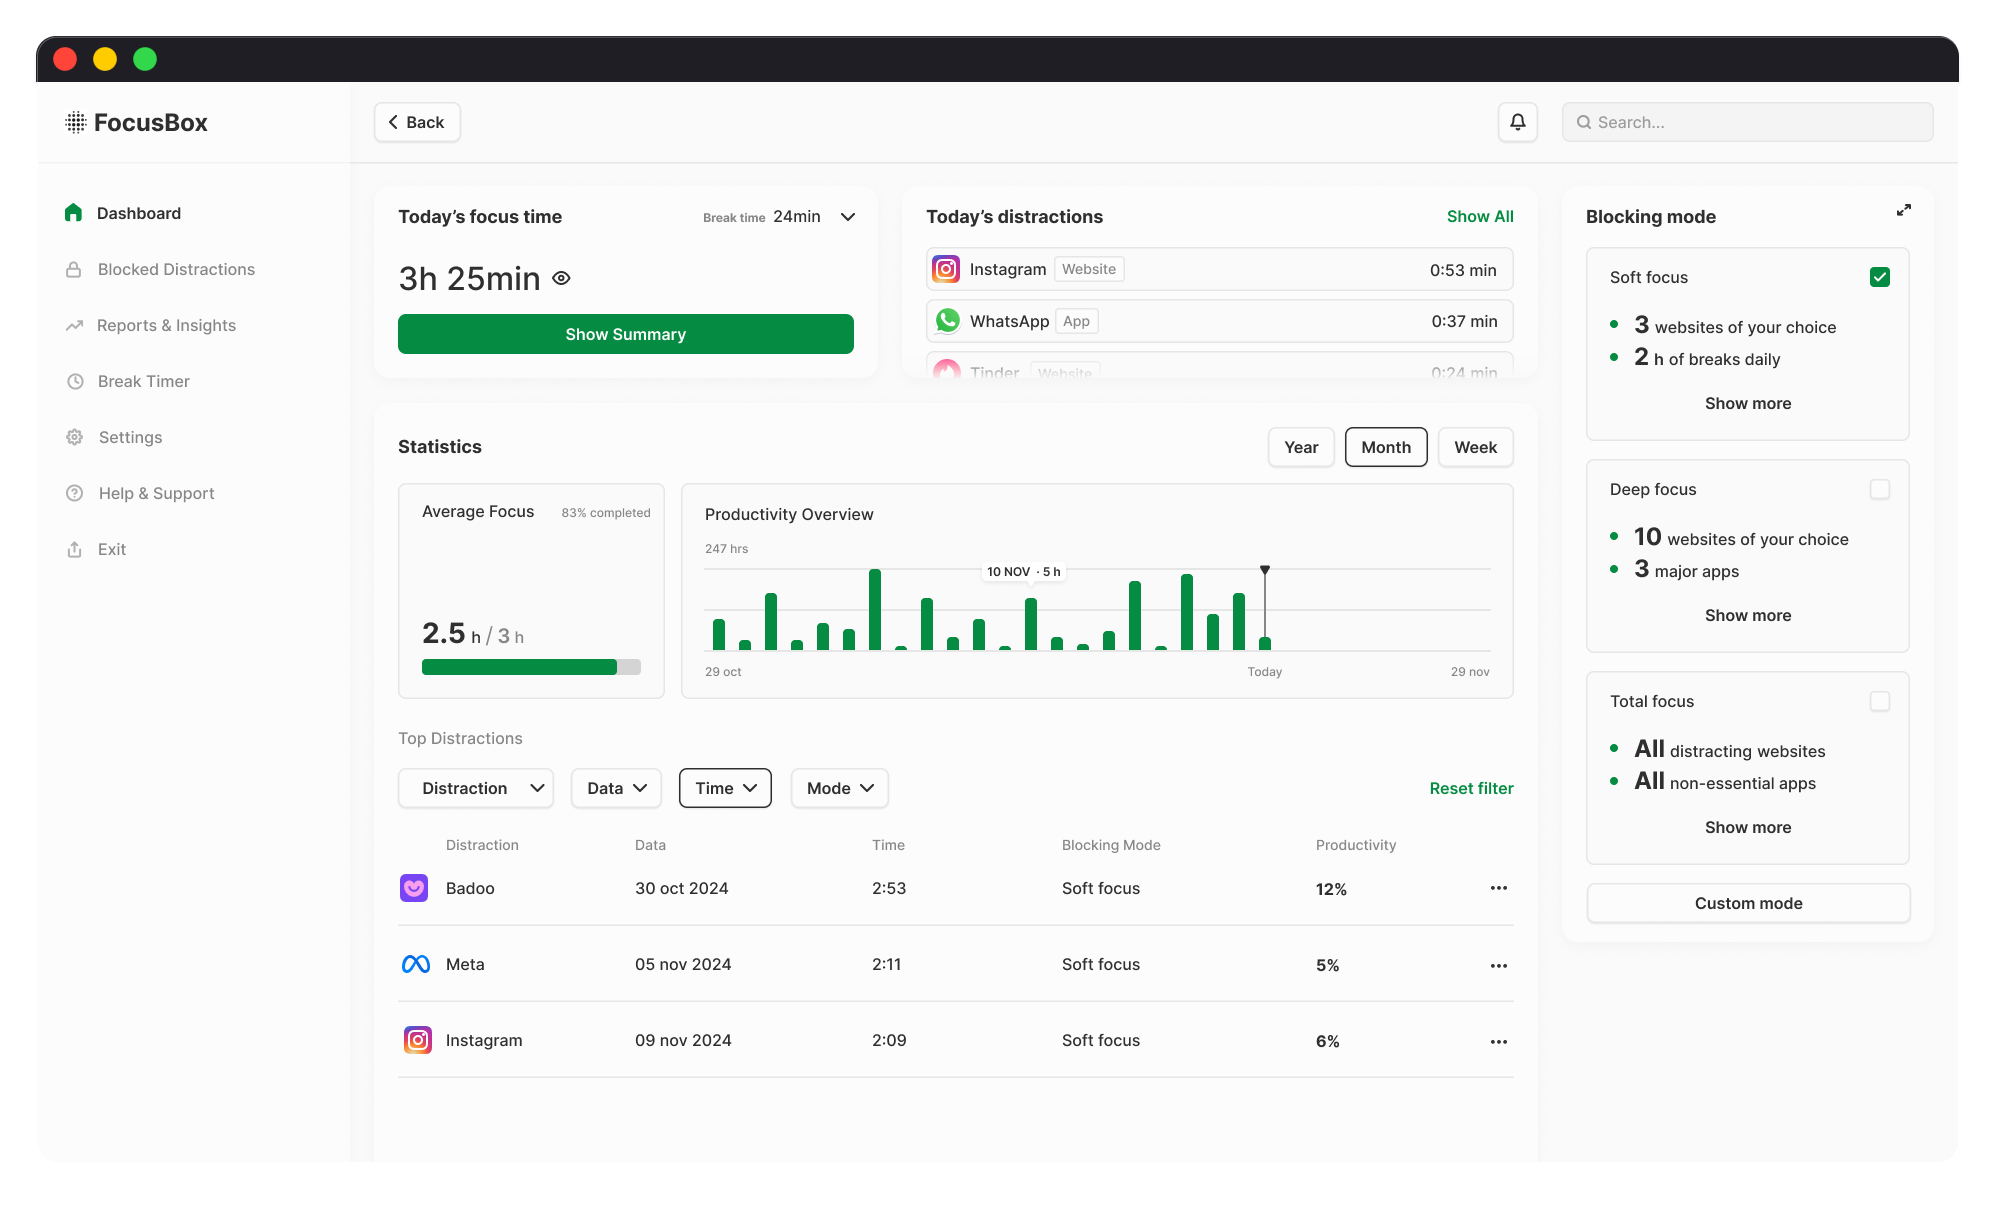 FocusBox
Back
Search...
Dashboard
Blocked Distractions
Reports & Insights
Break Timer
Settings
Help & Support
Exit
Today’s focus time
Break time 24min
3h 25min
Show Summary
Today’s distractions
Show All
Instagram Website 0:53 min
WhatsApp App 0:37 min
Tinder Website 0:24 min
Statistics
Year Month Week
Average Focus 83% completed
2.5 h / 3 h
Productivity Overview
247 hrs
10 NOV · 5 h
29 oct Today 29 nov
Top Distractions
Distraction Data Time Mode
Reset filter
Distraction Data Time Blocking Mode Productivity
Badoo 30 oct 2024 2:53 Soft focus 12%
Meta 05 nov 2024 2:11 Soft focus 5%
Instagram 09 nov 2024 2:09 Soft focus 6%
Blocking mode
Soft focus
3 websites of your choice
2 h of breaks daily
Show more
Deep focus
10 websites of your choice
3 major apps
Show more
Total focus
All distracting websites
All non-essential apps
Show more
Custom mode